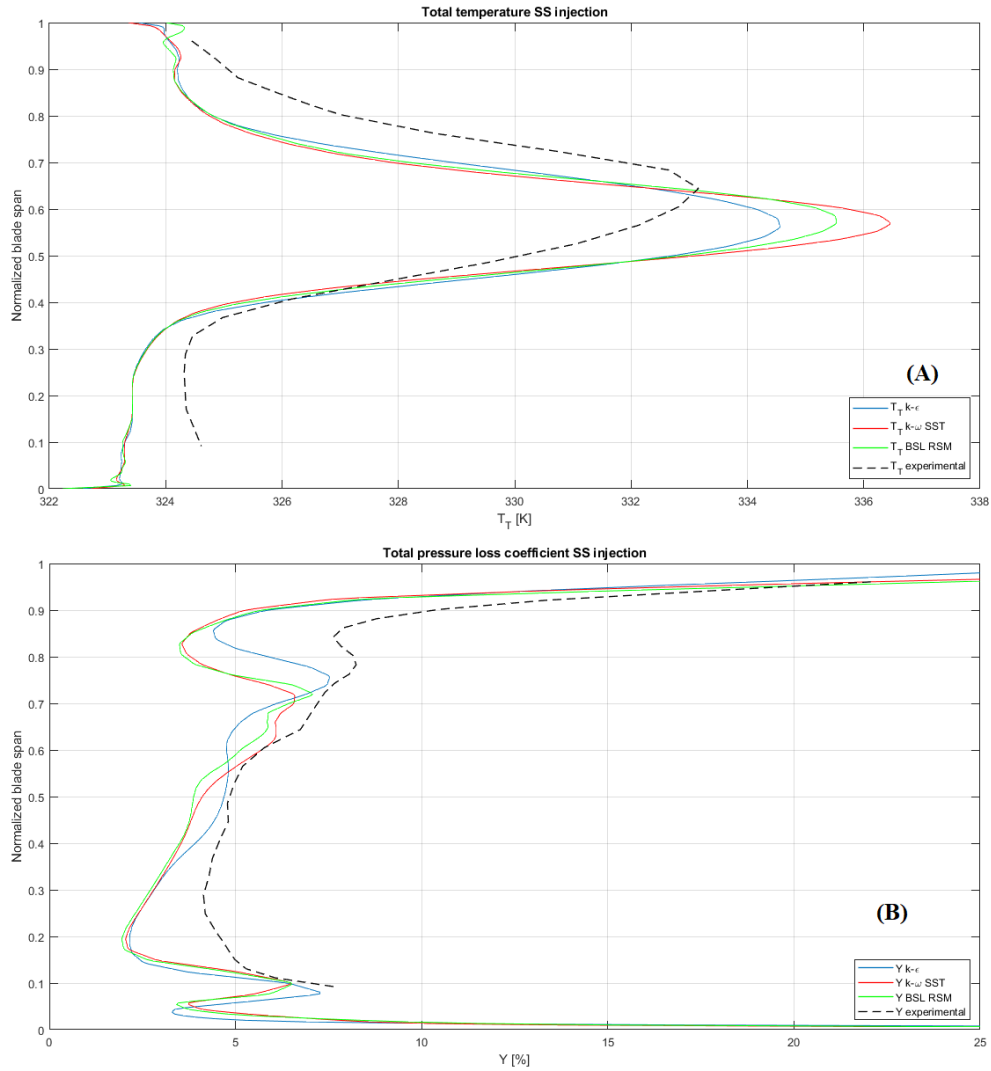 Total temperature SS injection
1
0.9
0.8
0.7
0.6
0.5
0.4
0.3
0.2
0.1
0
Normalized blade span
322
324
326
328
330
332
334
336
338
T_T [K]
(A)
T_T k-ϵ
T_T k-ω SST
T_T BSL RSM
T_T experimental
Total pressure loss coefficient SS injection
1
0.9
0.8
0.7
0.6
0.5
0.4
0.3
0.2
0.1
0
Normalized blade span
0
5
10
15
20
25
Y [%]
(B)
Y k-ϵ
Y k-ω SST
Y BSL RSM
Y experimental